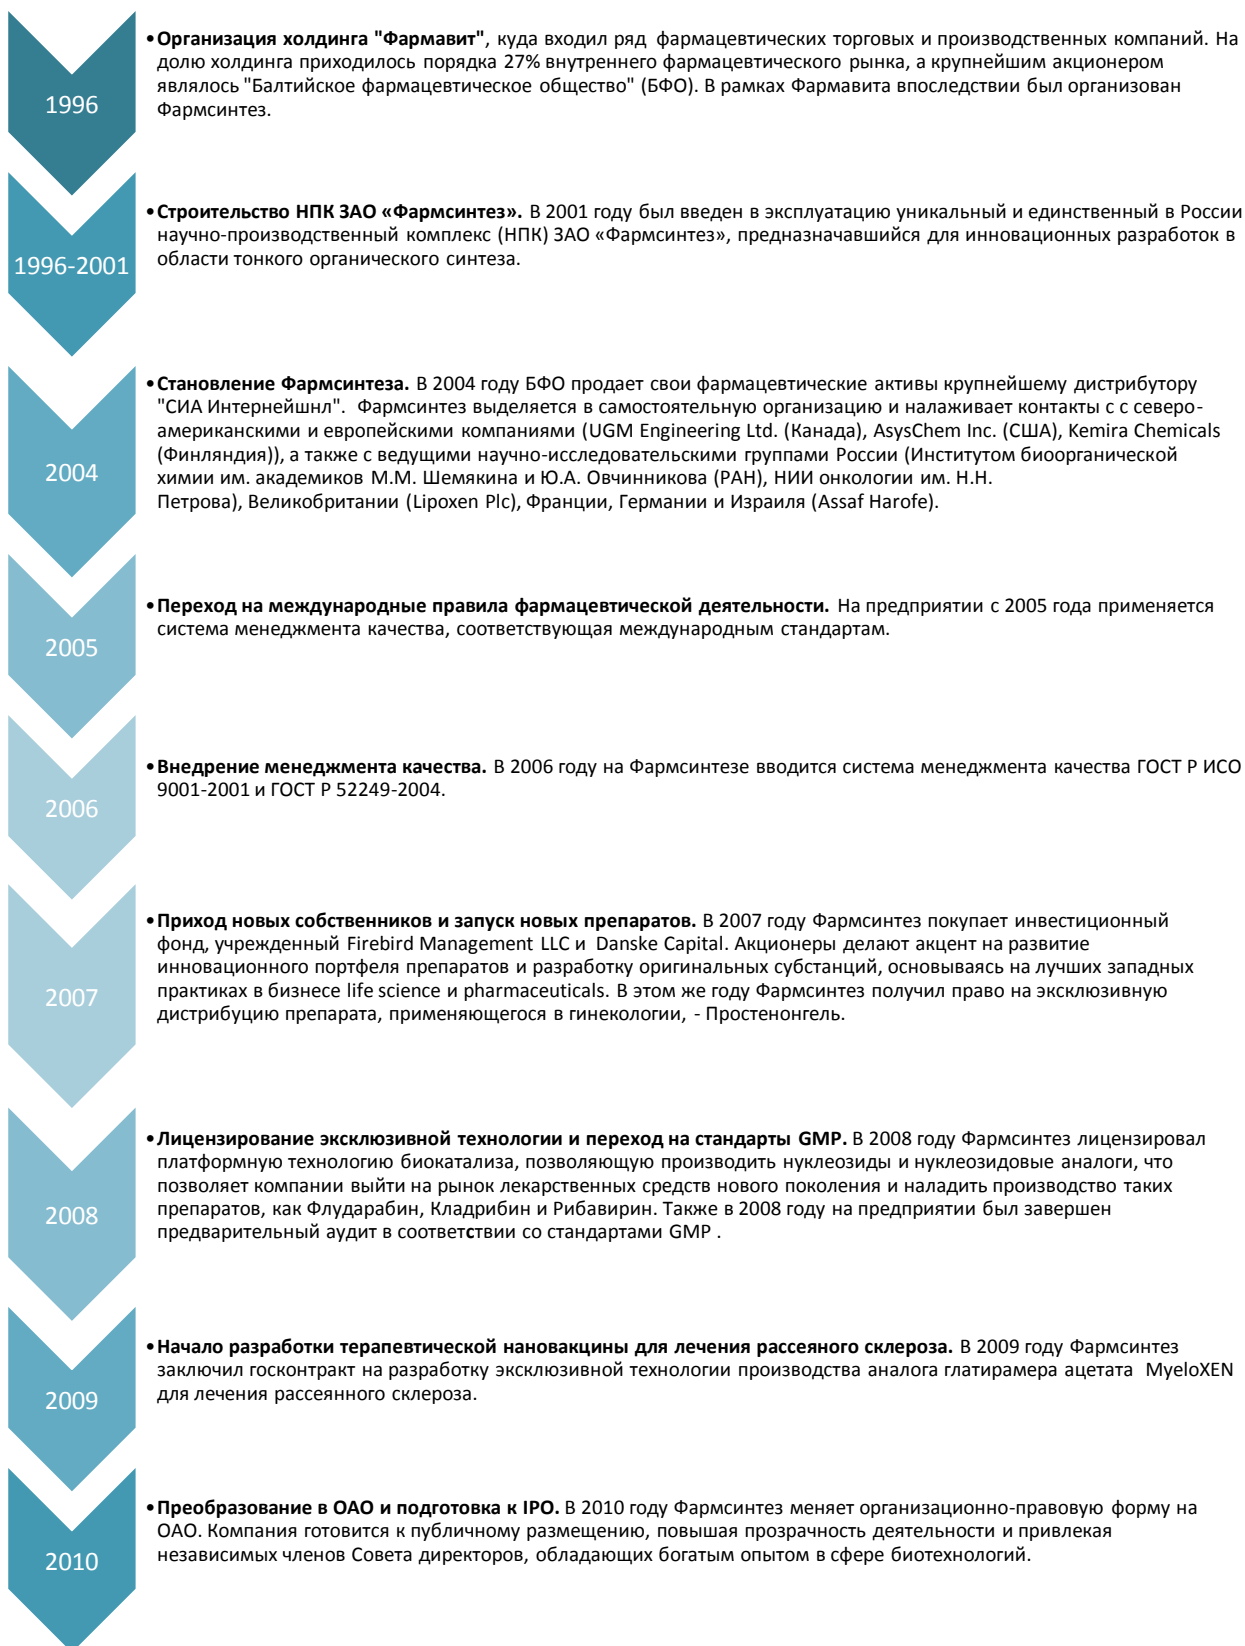 1996
•Организация холдинга "Фармавит", куда входил ряд фармацевтических торговых и производственных компаний. На
долю холдинга приходилось порядка 27% внутреннего фармацевтического рынка, а крупнейшим акционером
являлось "Балтийское фармацевтическое общество" (БФО). В рамках Фармавита впоследствии был организован
Фармсинтез.
1996-2001
•Строительство НПК ЗАО «Фармсинтез». В 2001 году был введен в эксплуатацию уникальный и единственный в России
научно-производственный комплекс (НПК) ЗАО «Фармсинтез», предназначавшийся для инновационных разработок в
области тонкого органического синтеза.
2004
•Становление Фармсинтеза. В 2004 году БФО продает свои фармацевтические активы крупнейшему дистрибутору
"СИА Интернейшнл". Фармсинтез выделяется в самостоятельную организацию и налаживает контакты с с северо-
американскими и европейскими компаниями (UGM Engineering Ltd. (Канада), AsysChem Inc. (США), Kemira Chemicals
(Финляндия)), а также с ведущими научно-исследовательскими группами России (Институтом биоорганической
химии им. академиков М.М. Шемякина и Ю.А. Овчинникова (РАН), НИИ онкологии им. Н.Н.
Петрова), Великобритании (Lipoxen Plc), Франции, Германии и Израиля (Assaf Harofe).
2005
•Переход на международные правила фармацевтической деятельности. На предприятии с 2005 года применяется
система менеджмента качества, соответствующая международным стандартам.
2006
•Внедрение менеджмента качества. В 2006 году на Фармсинтезе вводится система менеджмента качества ГОСТ Р ИСО
9001-2001 и ГОСТ Р 52249-2004.
2007
•Приход новых собственников и запуск новых препаратов. В 2007 году Фармсинтез покупает инвестиционный
фонд, учрежденный Firebird Management LLC и Danske Capital. Акционеры делают акцент на развитие
инновационного портфеля препаратов и разработку оригинальных субстанций, основываясь на лучших западных
практиках в бизнесе life science и pharmaceuticals. В этом же году Фармсинтез получил право на эксклюзивную
дистрибуцию препарата, применяющегося в гинекологии, - Простенонгель.
2008
•Лицензирование эксклюзивной технологии и переход на стандарты GMP. В 2008 году Фармсинтез лицензировал
платформную технологию биокатализа, позволяющую производить нуклеозиды и нуклеозидовые аналоги, что
позволяет компании выйти на рынок лекарственных средств нового поколения и наладить производство таких
препаратов, как Флударабин, Кладрибин и Рибавирин. Также в 2008 году на предприятии был завершен
предварительный аудит в соответствии со стандартами GMP .
2009
•Начало разработки терапевтической нановакцины для лечения рассеяного склероза. В 2009 году Фармсинтез
заключил госконтракт на разработку эксклюзивной технологии производства аналога глатирамера ацетата MyeloXEN
для лечения рассеянного склероза.
2010
•Преобразование в ОАО и подготовка к IPO. В 2010 году Фармсинтез меняет организационно-правовую форму на
ОАО. Компания готовится к публичному размещению, повышая прозрачность деятельности и привлекая
независимых членов Совета директоров, обладающих богатым опытом в сфере биотехнологий.